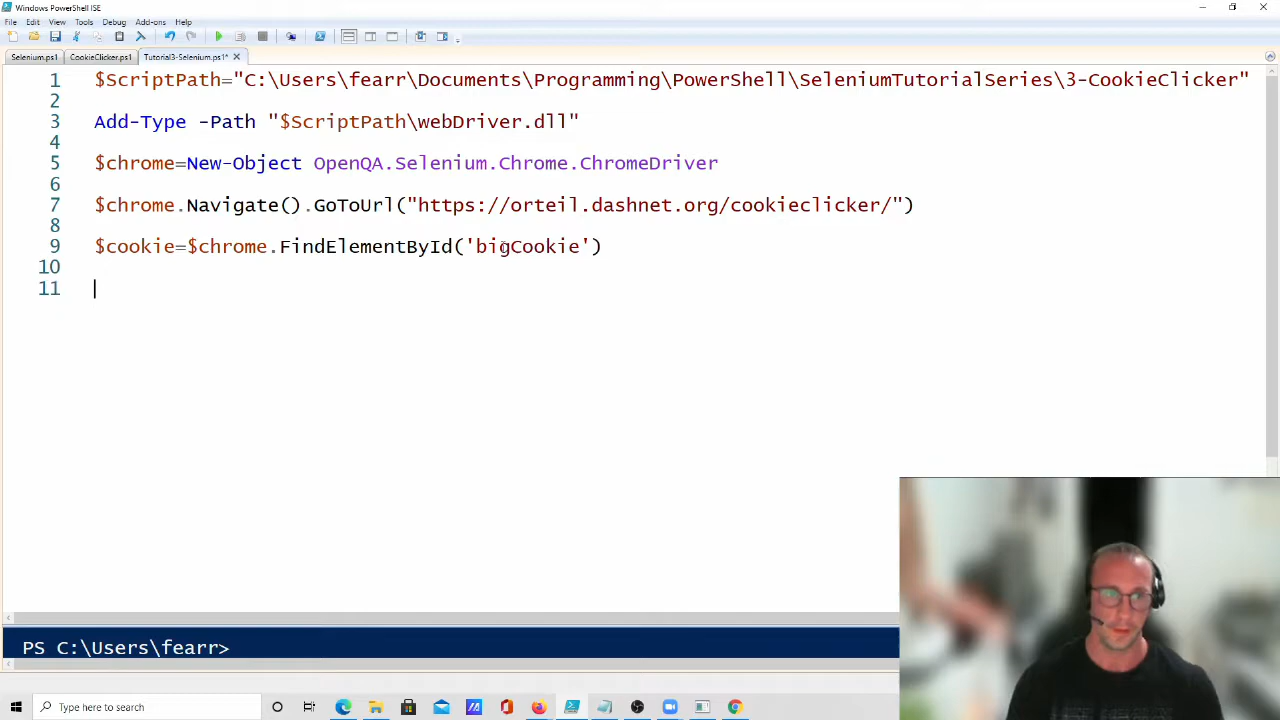 Windows PowerShell ISE
File Edit View Tools Debug Add-ons Help
Selenium.ps1 CookieClicker.ps1 Tutorial3-Selenium.ps1*
1 $ScriptPath="C:\Users\fearr\Documents\Programming\PowerShell\SeleniumTutorialSeries\3-CookieClicker"
2
3 Add-Type -Path "$ScriptPath\webDriver.dll"
4
5 $chrome=New-Object OpenQA.Selenium.Chrome.ChromeDriver
6
7 $chrome.Navigate().GoToUrl("https://orteil.dashnet.org/cookieclicker/")
8
9 $cookie=$chrome.FindElementById('bigCookie')
10
11
PS C:\Users\fearr>
Type here to search